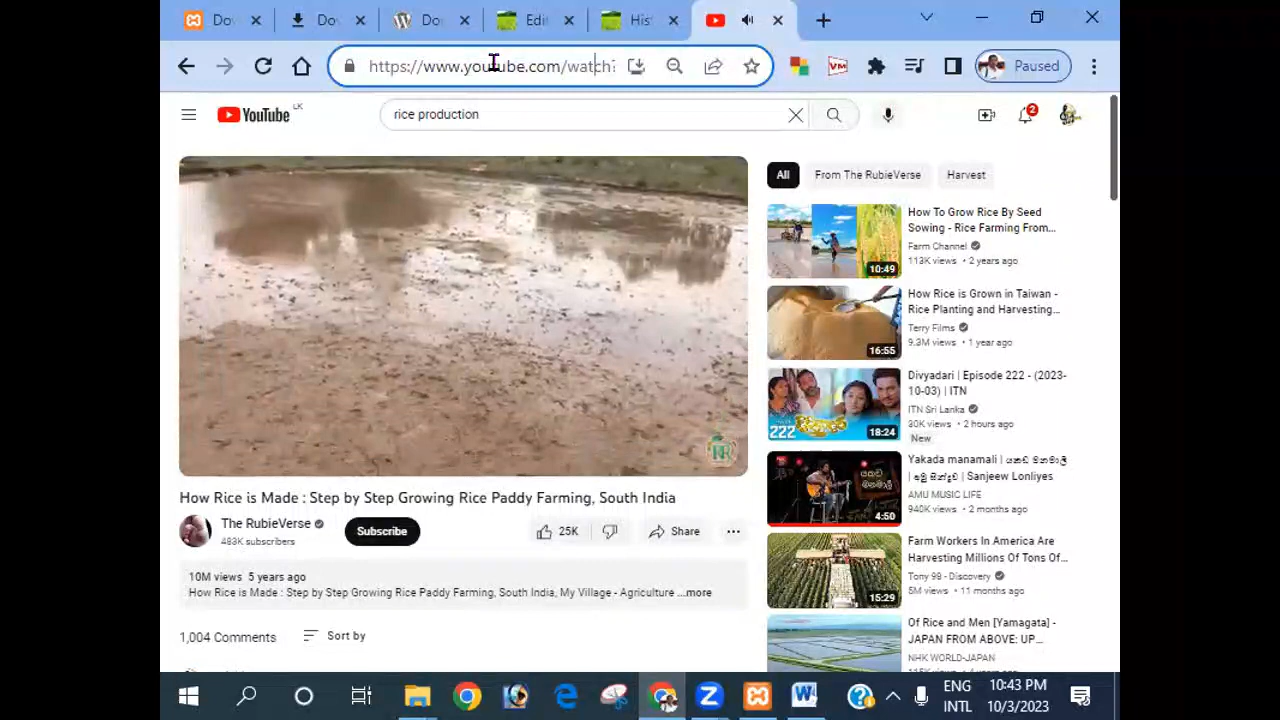 Dov
Dov
Dov
Edit
Hist
https://www.youtube.com/watch?
VM
Paused
YouTube LK
rice production
2
All
From The RubieVerse
Harvest
How Rice is Made : Step by Step Growing Rice Paddy Farming, South India
The RubieVerse
483K subscribers
Subscribe
25K
Share
10M views 5 years ago
How Rice is Made : Step by Step Growing Rice Paddy Farming, South India, My Village - Agriculture ...more
1,004 Comments
Sort by
10:49
How To Grow Rice By Seed
Sowing - Rice Farming From...
Farm Channel
113K views • 2 years ago
16:55
How Rice is Grown in Taiwan -
Rice Planting and Harvesting...
Terry Films
9.3M views • 1 year ago
222
18:24
Divyadari | Episode 222 - (2023-
10-03) | ITN
ITN Sri Lanka
30K views • 2 hours ago
New
4:50
Yakada manamali | යකඩ මනමාලි
| අමු සින්දුව | Sanjeew Lonliyes
AMU MUSIC LIFE
940K views • 2 months ago
15:29
Farm Workers In America Are
Harvesting Millions Of Tons Of...
Tony 98 - Discovery
5M views • 11 months ago
Of Rice and Men [Yamagata] -
JAPAN FROM ABOVE: UP...
NHK WORLD-JAPAN
ENG
INTL
10:43 PM
10/3/2023